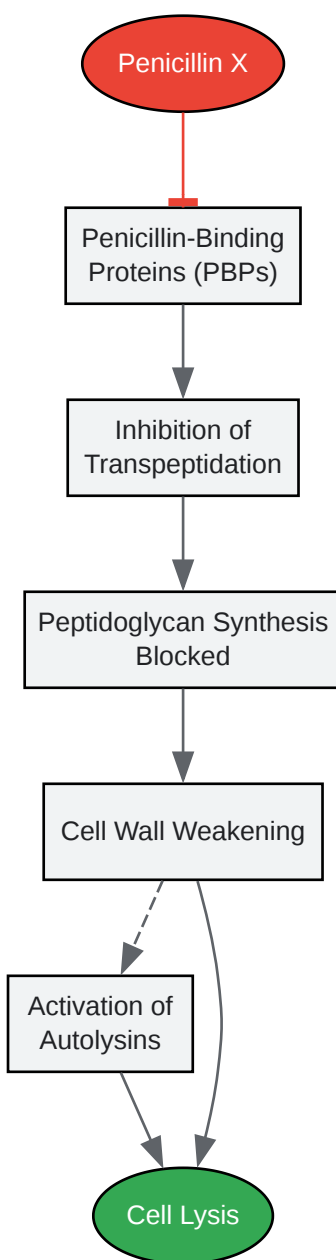 Penicillin X
Penicillin-Binding
Proteins (PBPs)
Inhibition of
Transpeptidation
Peptidoglycan Synthesis
Blocked
Cell Wall Weakening
Activation of
Autolysins
Cell Lysis